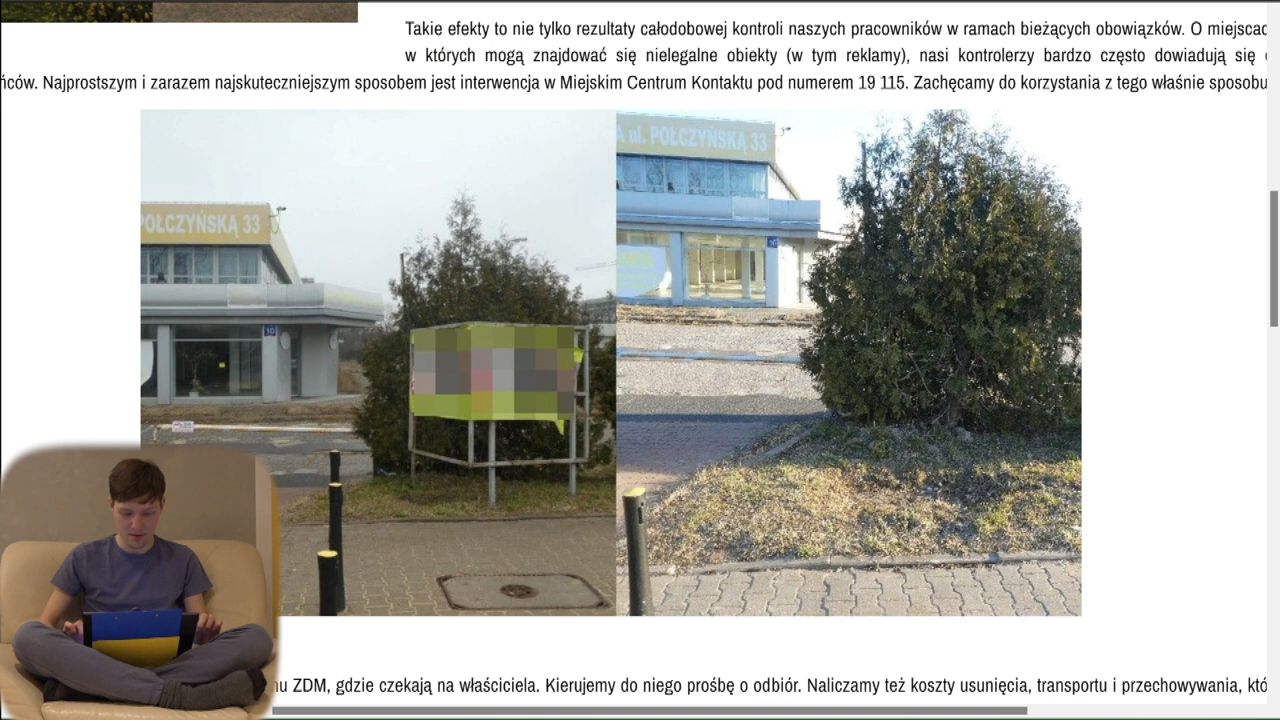 Takie efekty to nie tylko rezultaty całodobowej kontroli naszych pracowników w ramach bieżących obowiązków. O miejscac
w których mogą znajdować się nielegalne obiekty (w tym reklamy), nasi kontrolerzy bardzo często dowiadują się
ńców. Najprostszym i zarazem najskuteczniejszym sposobem jest interwencja w Miejskim Centrum Kontaktu pod numerem 19 115. Zachęcamy do korzystania z tego właśnie sposobu
POŁCZYŃSKĄ 33
A ul. POŁCZYŃSKĄ 33
10
nu ZDM, gdzie czekają na właściciela. Kierujemy do niego prośbę o odbiór. Naliczamy też koszty usunięcia, transportu i przechowywania, któ